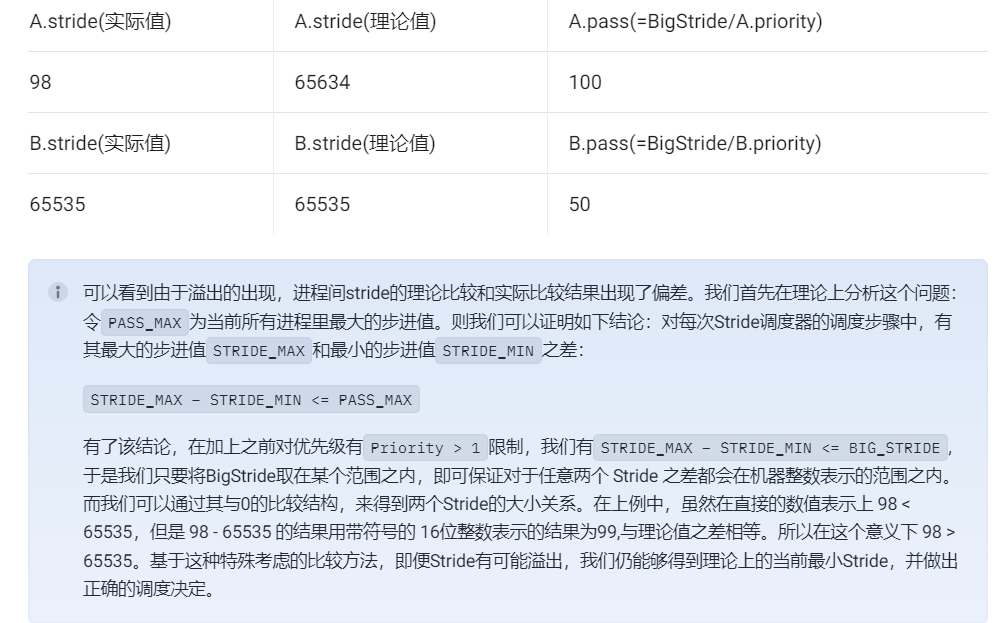 A.stride(实际值) A.stride(理论值) A.pass(=BigStride/A.priority)
98 65634 100
B.stride(实际值) B.stride(理论值) B.pass(=BigStride/B.priority)
65535 65535 50
可以看到由于溢出的出现，进程间stride的理论比较和实际比较结果出现了偏差。我们首先在理论上分析这个问题：
令 PASS_MAX 为当前所有进程里最大的步进值。则我们可以证明如下结论：对每次Stride调度器的调度步骤中，有
其最大的步进值 STRIDE_MAX 和最小的步进值 STRIDE_MIN 之差：
STRIDE_MAX – STRIDE_MIN <= PASS_MAX
有了该结论，在加上之前对优先级有 Priority > 1 限制，我们有 STRIDE_MAX – STRIDE_MIN <= BIG_STRIDE ，
于是我们只要将BigStride取在某个范围之内，即可保证对于任意两个 Stride 之差都会在机器整数表示的范围之内。
而我们可以通过其与0的比较结构，来得到两个Stride的大小关系。在上例中，虽然在直接的数值表示上 98 <
65535，但是 98 - 65535 的结果用带符号的 16位整数表示的结果为99,与理论值之差相等。所以在这个意义下 98 >
65535。基于这种特殊考虑的比较方法，即便Stride有可能溢出，我们仍能够得到理论上的当前最小Stride，并做出
正确的调度决定。